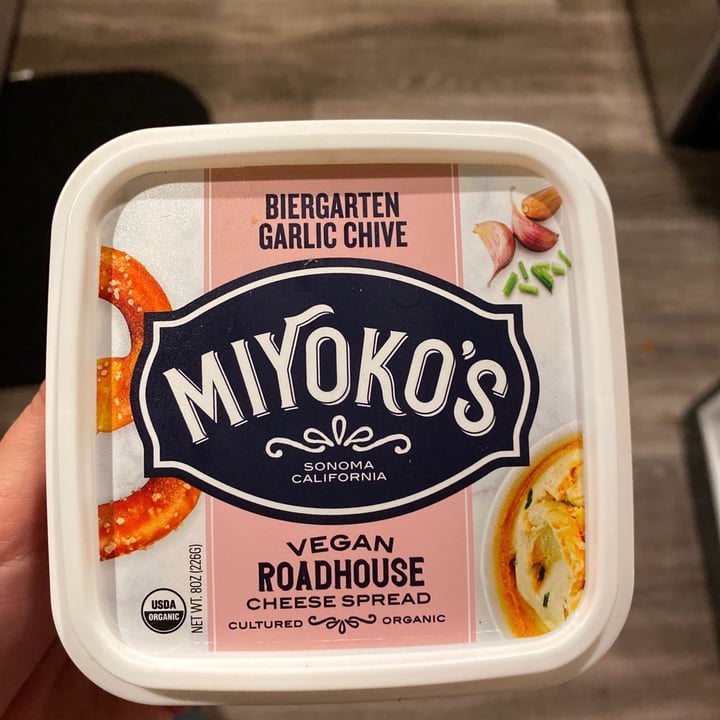 BIERGARTEN
GARLIC CHIVE
MIYOKO'S
SONOMA
CALIFORNIA
VEGAN
ROADHOUSE
CHEESE SPREAD
CULTURED ORGANIC
USDA
ORGANIC
NET WT. 8OZ (226G)